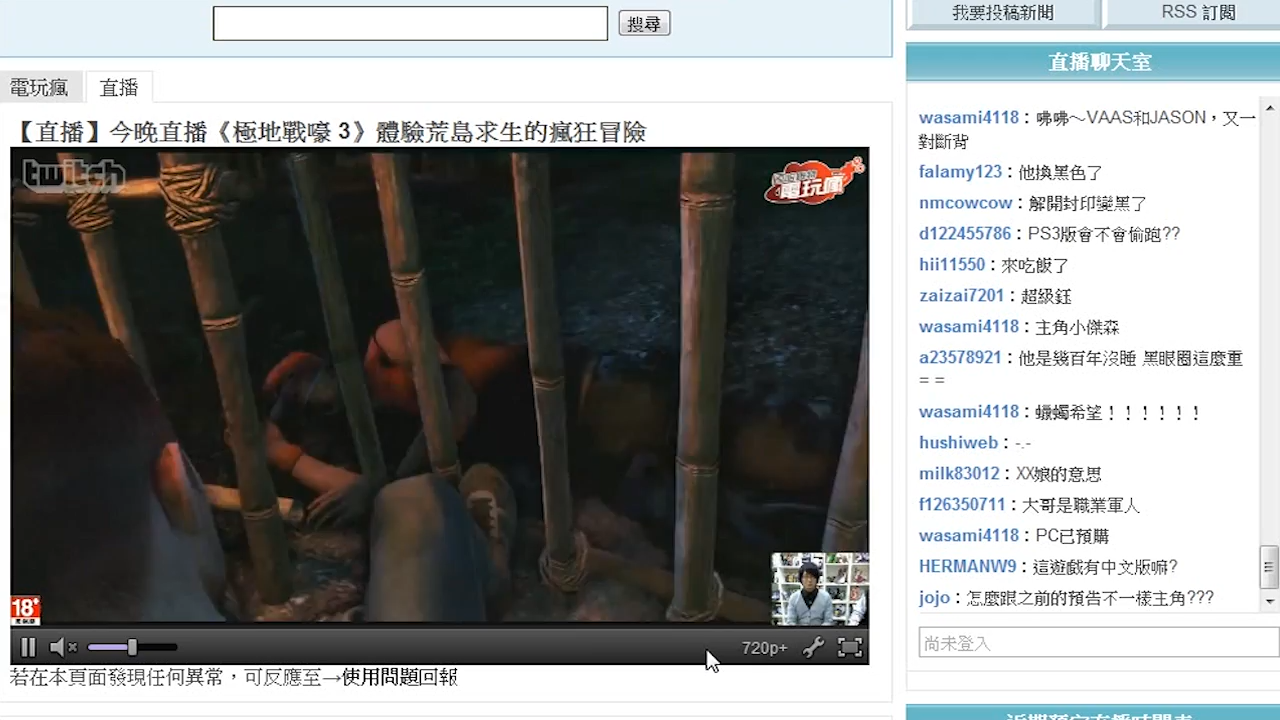 搜尋
我要投稿新聞
RSS 訂閱
電玩瘋
直播
【直播】今晚直播《極地戰嚎 3》體驗荒島求生的瘋狂冒險
twitch
電玩瘋
18+
720p+
若在本頁面發現任何異常，可反應至→使用問題回報
直播聊天室
wasami4118：咈咈～VAAS和JASON，又一
對斷背
falamy123：他換黑色了
nmcowcow：解開封印變黑了
d122455786：PS3版會不會偷跑??
hii11550：來吃飯了
zaizai7201：超級鈺
wasami4118：主角小傑森
a23578921：他是幾百年沒睡 黑眼圈這麼重
= =
wasami4118：蠟蠋希望！！！！！！
hushiweb：-.-
milk83012：XX娘的意思
f126350711：大哥是職業軍人
wasami4118：PC已預購
HERMANW9：這遊戲有中文版嘛?
jojo：怎麼跟之前的預告不一樣主角???
尚未登入